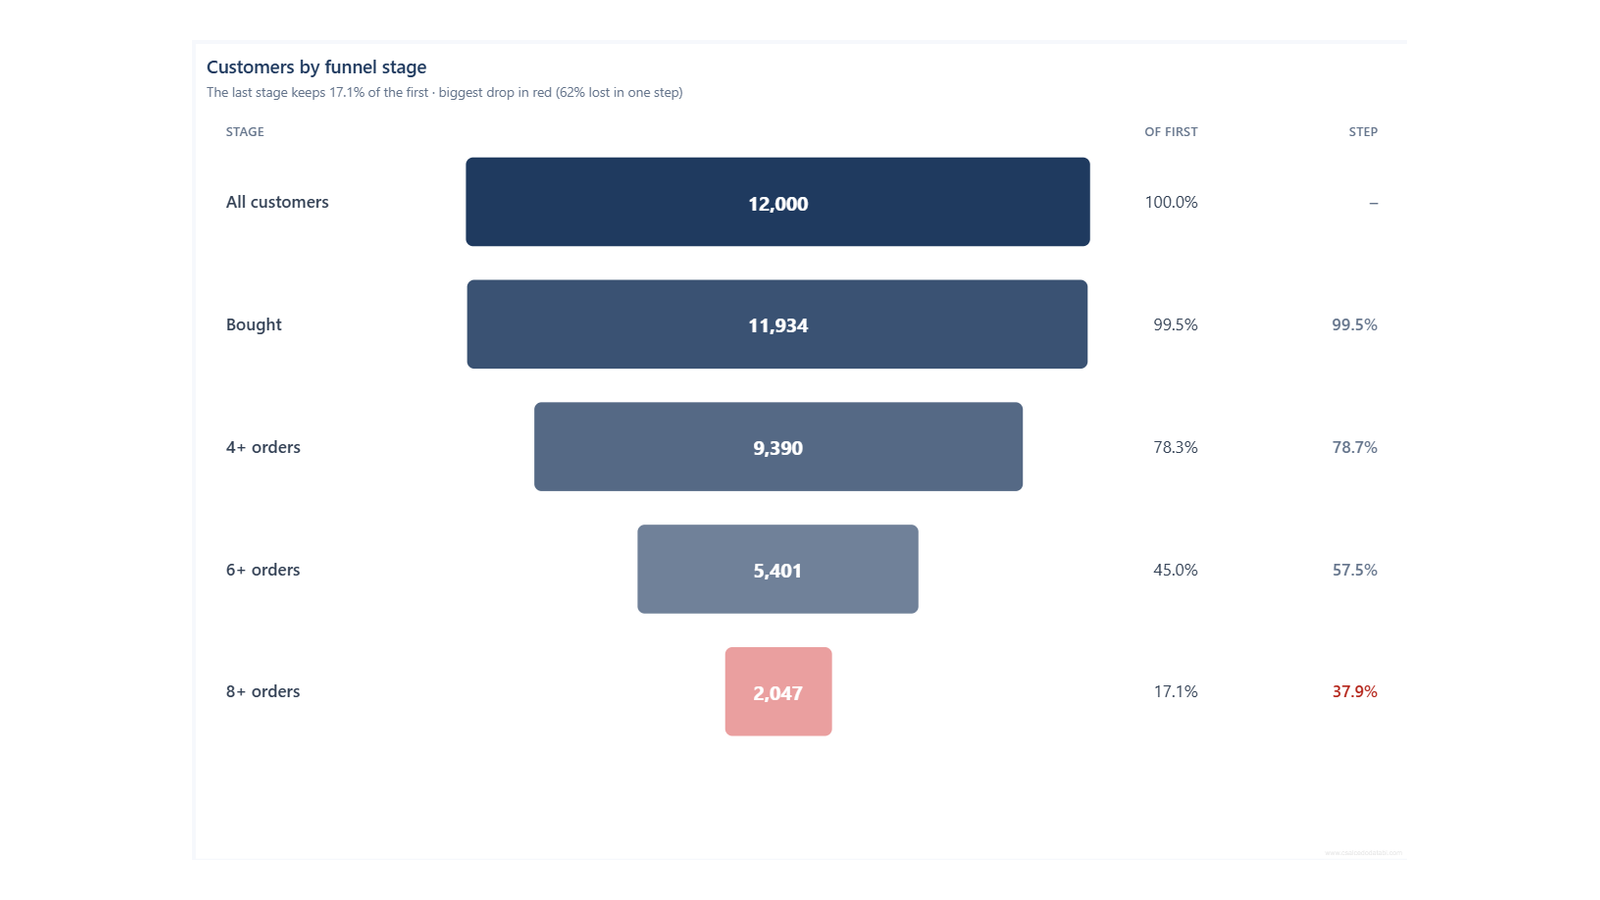 Customers by funnel stage
The last stage keeps 17.1% of the first · biggest drop in red (62% lost in one step)
STAGE OF FIRST STEP
All customers 12,000 100.0% –
Bought 11,934 99.5% 99.5%
4+ orders 9,390 78.3% 78.7%
6+ orders 5,401 45.0% 57.5%
8+ orders 2,047 17.1% 37.9%